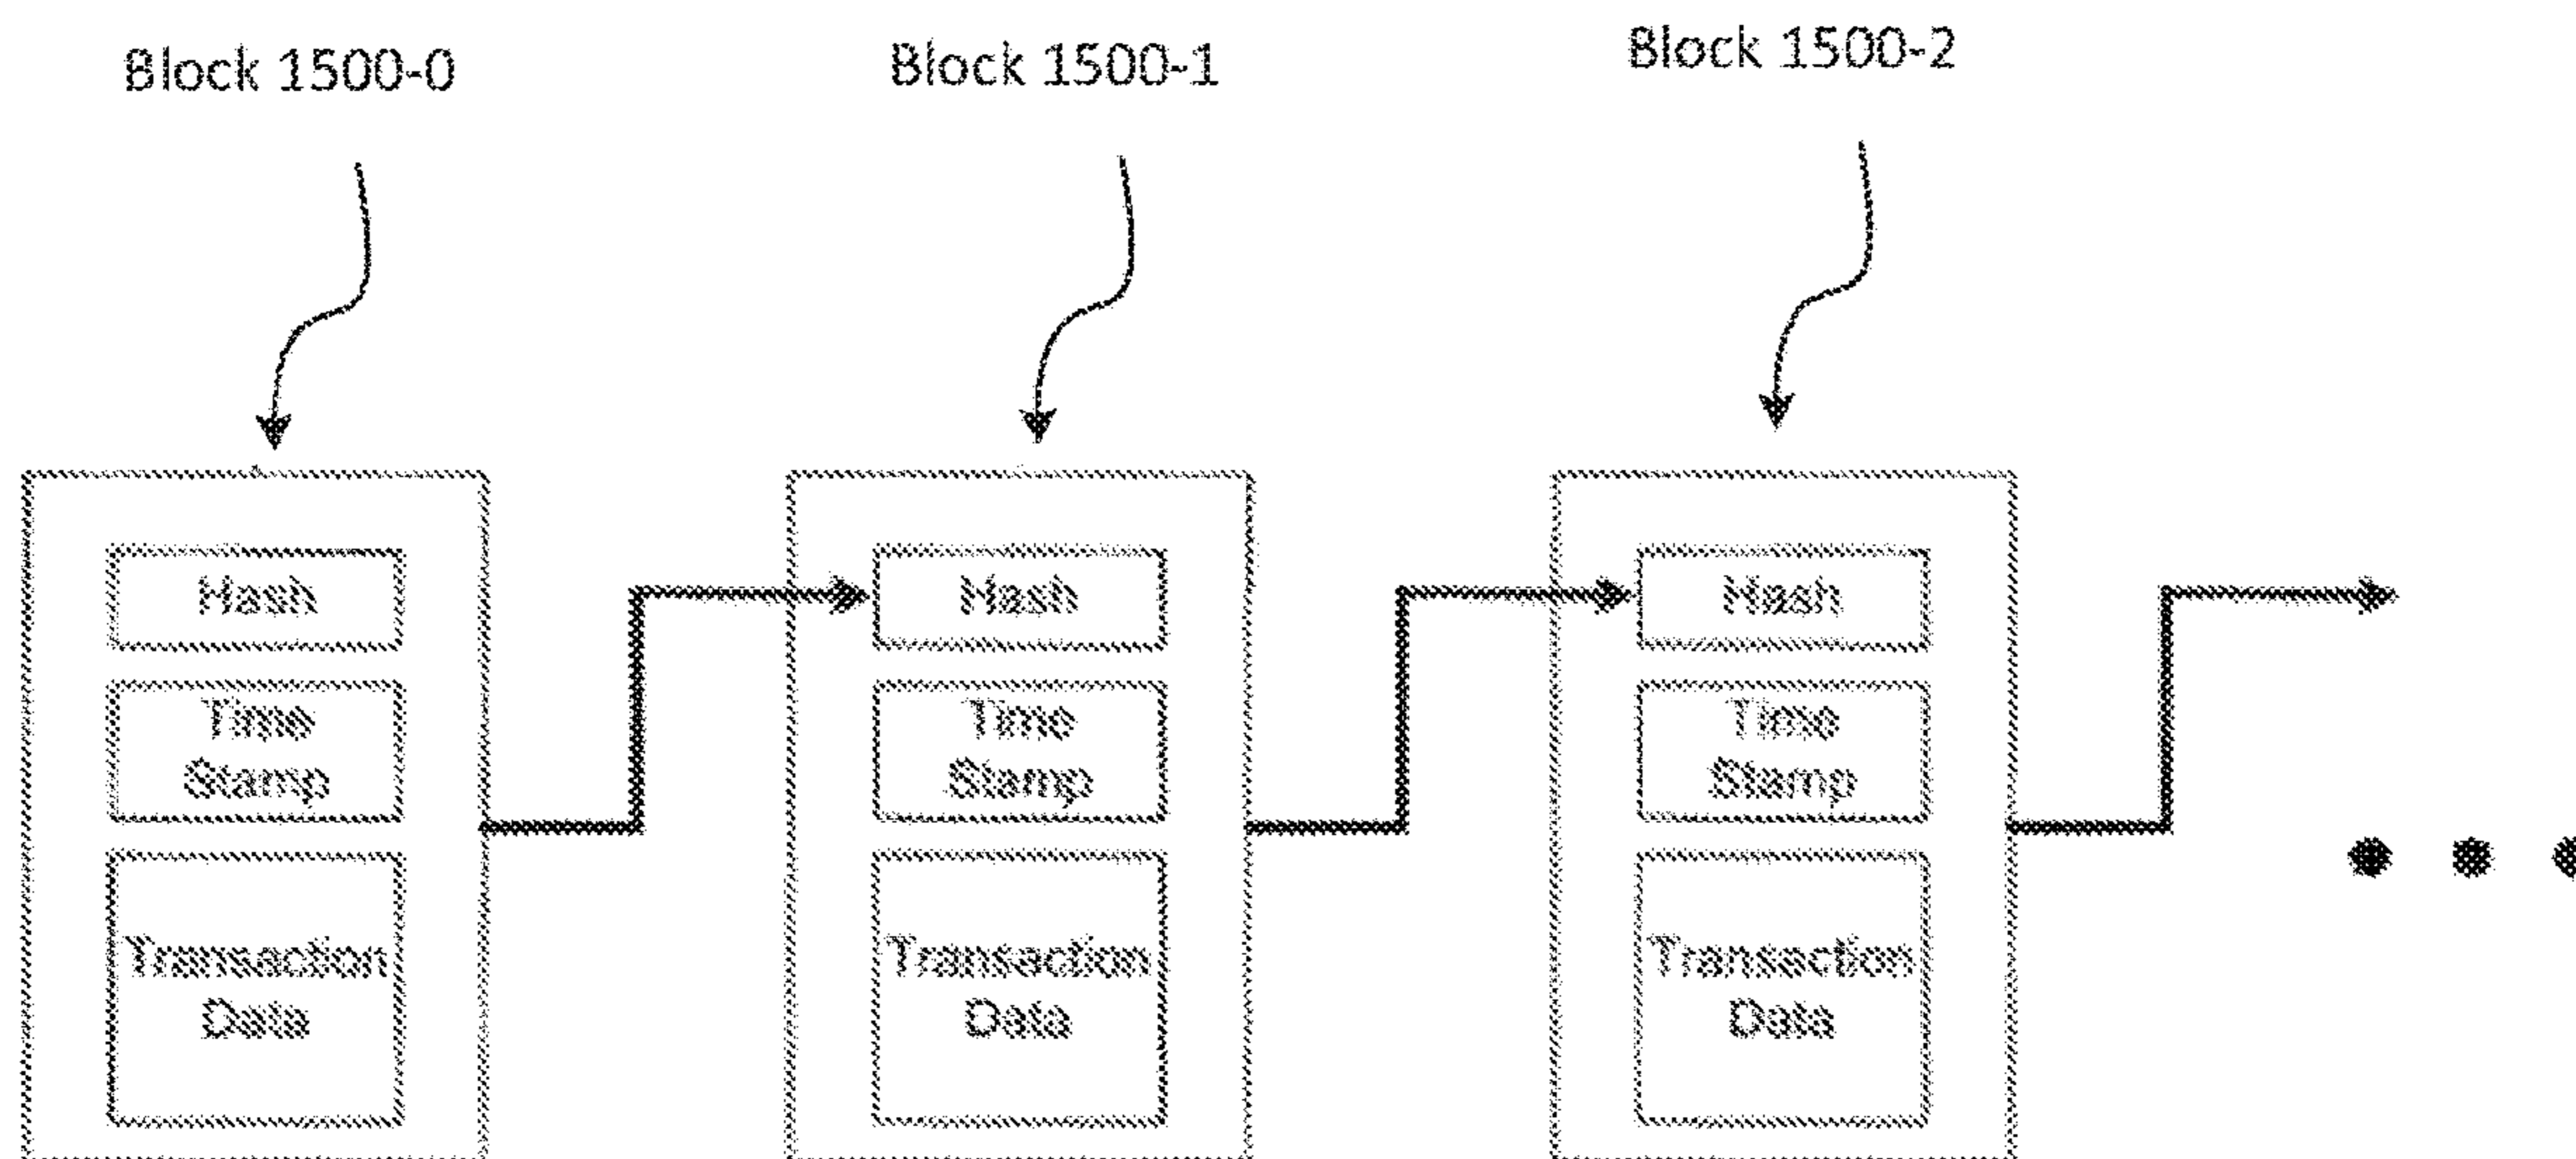 Block 1500-0
Block 1500-1
Block 1500-2
Hash
Time
Stamp
Transaction
Data
Hash
Time
Stamp
Transaction
Data
Hash
Time
Stamp
Transaction
Data